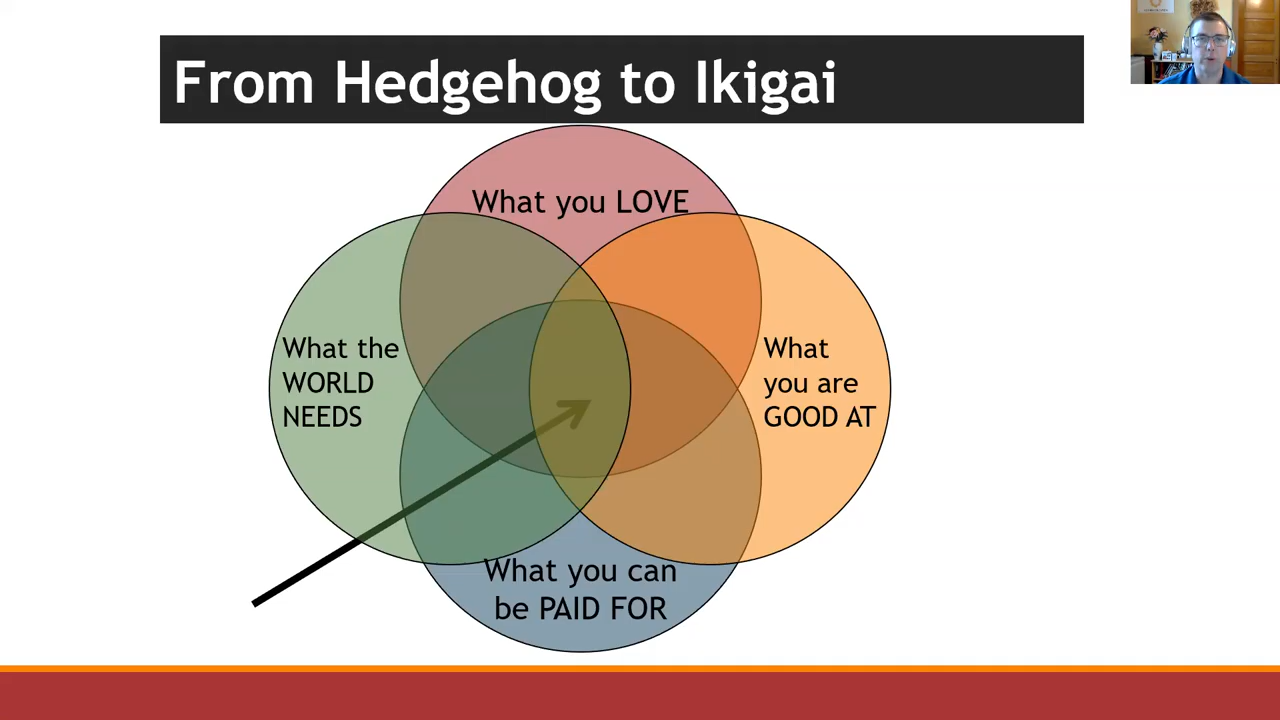 From Hedgehog to Ikigai
What you LOVE
What the
WORLD
NEEDS
What
you are
GOOD AT
What you can
be PAID FOR